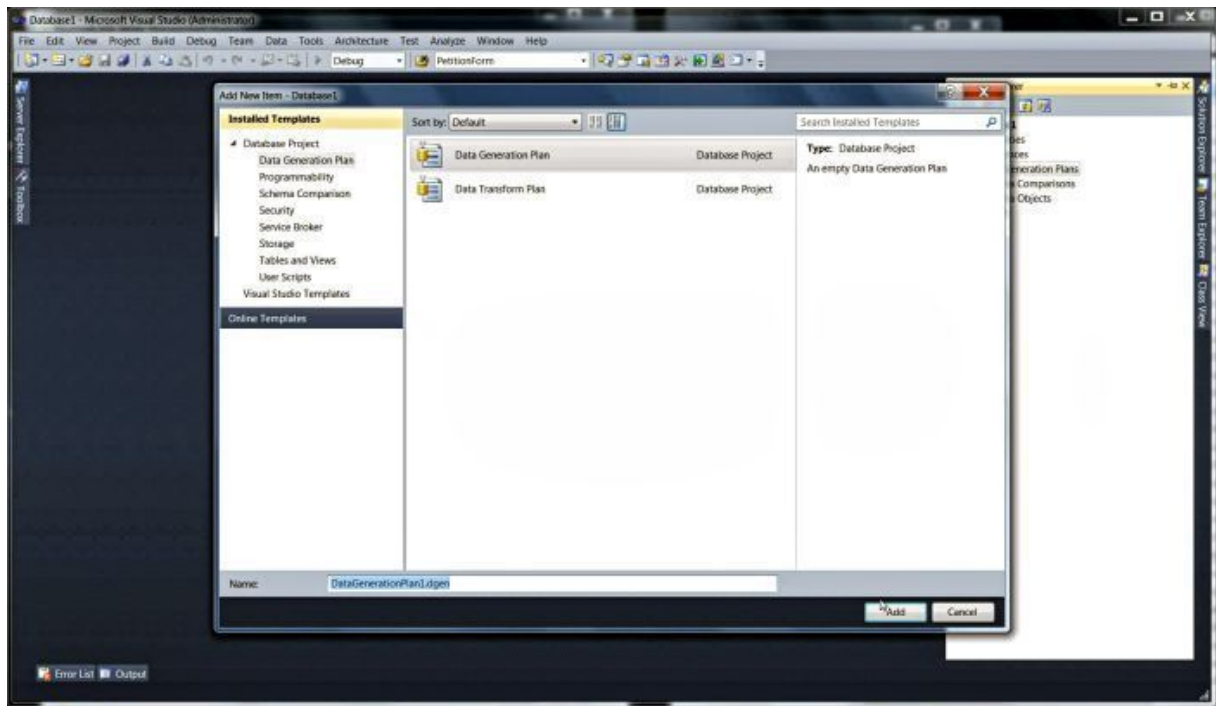 Database1 - Microsoft Visual Studio (Administrator)
File Edit View Project Build Debug Team Data Tools Architecture Test Analyze Window Help
Debug PetitionForm
Server Explorer
Toolbox
Add New Item - Database1
Installed Templates
Database Project
Data Generation Plan
Programmability
Schema Comparison
Security
Service Broker
Storage
Tables and Views
User Scripts
Visual Studio Templates
Online Templates
Sort by: Default
Data Generation Plan Database Project
Data Transform Plan Database Project
Search Installed Templates
Type: Database Project
An empty Data Generation Plan
Name: DataGenerationPlan1.dgen
Add Cancel
Plans
Comparisons
Objects
Solution Explorer
Team Explorer
Class View
Error List Output